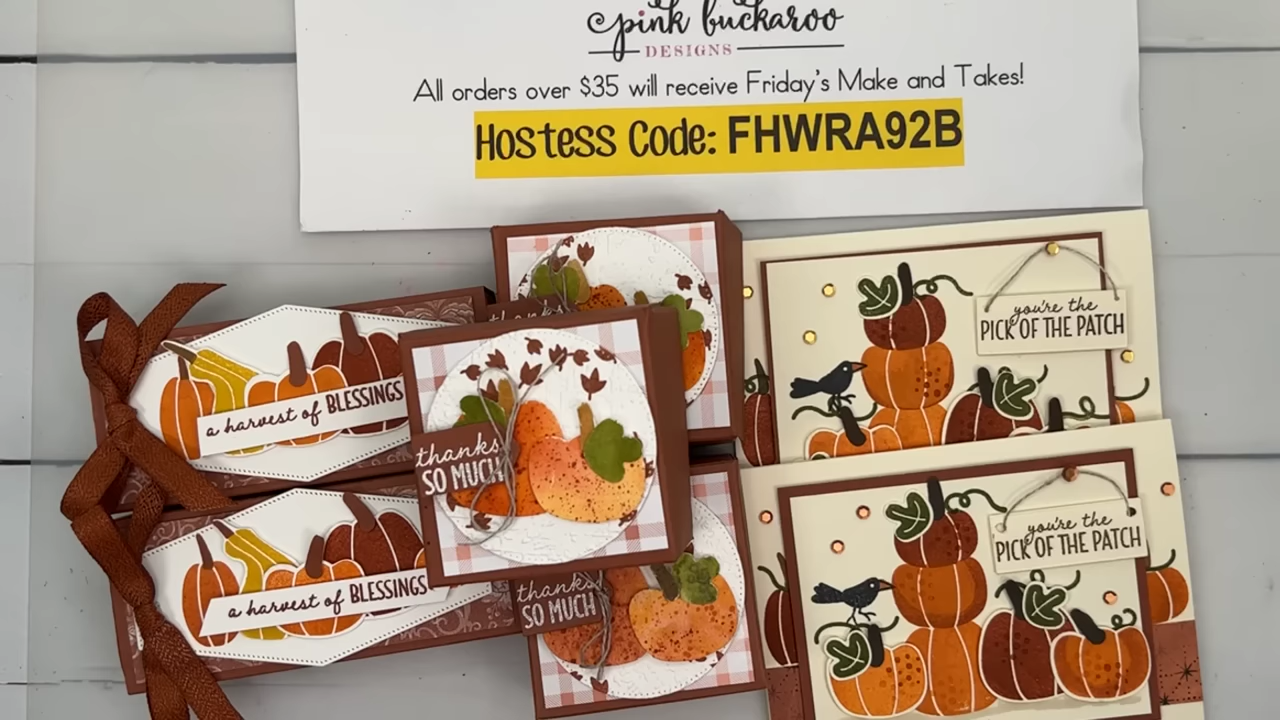 pink buckaroo
DESIGNS
All orders over $35 will receive Friday's Make and Takes!
Hostess Code: FHWRA92B
thanks
you're the
PICK OF THE PATCH
a harvest of BLESSINGS
thanks
SO MUCH
you're the
PICK OF THE PATCH
a harvest of BLESSINGS
thanks
SO MUCH